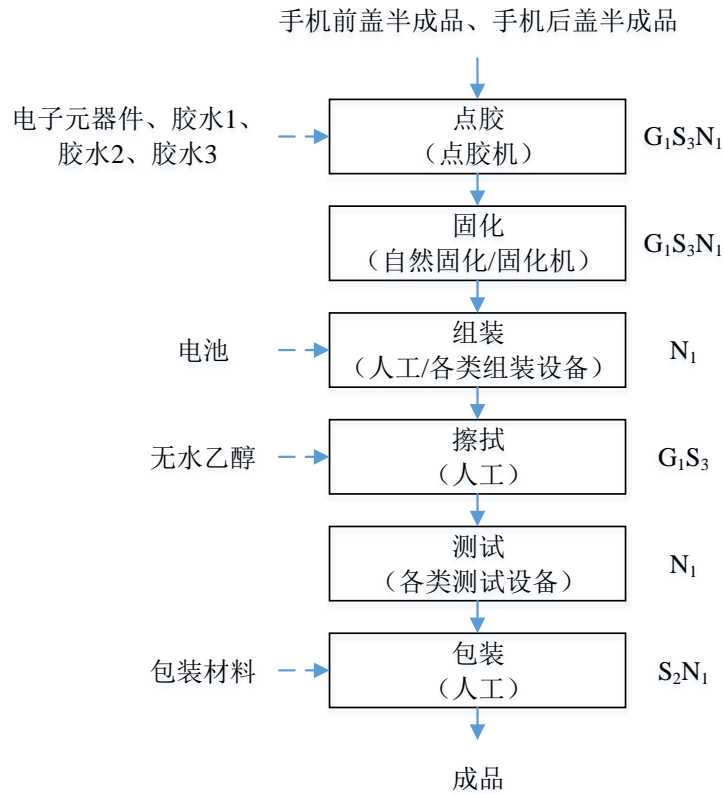 手机前盖半成品、手机后盖半成品
电子元器件、胶水1、
胶水2、胶水3
点胶
（点胶机）
G₁S₃N₁
固化
（自然固化/固化机）
G₁S₃N₁
电池
组装
（人工/各类组装设备）
N₁
无水乙醇
擦拭
（人工）
G₁S₃
测试
（各类测试设备）
N₁
包装材料
包装
（人工）
S₂N₁
成品